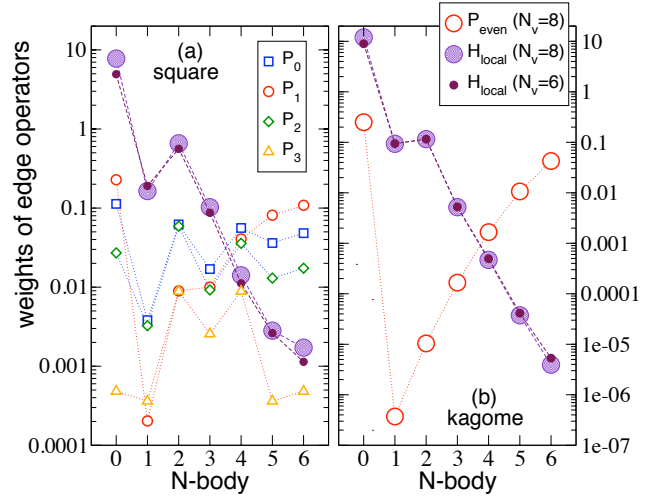 weights of edge operators
10
1
0.1
0.01
0.001
0.0001
(a)
square
P0
P1
P2
P3
0 1 2 3 4 5 6
N-body
Peven (Nv=8)
Hlocal (Nv=8)
Hlocal (Nv=6)
10
1
0.1
0.01
0.001
0.0001
1e-05
1e-06
1e-07
(b)
kagome
0 1 2 3 4 5 6
N-body